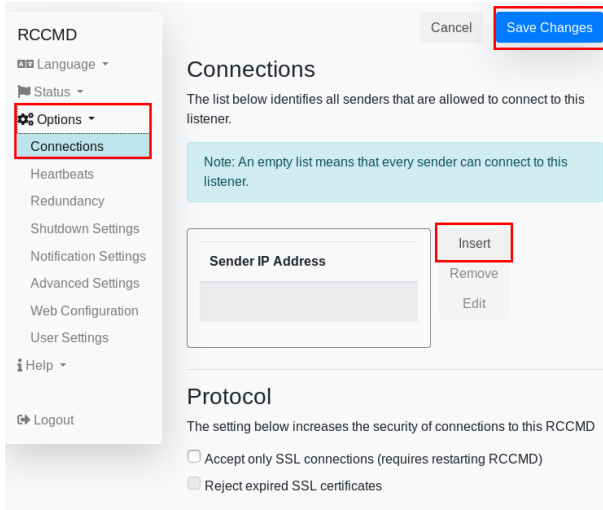 RCCMD
Language
Status
Options
Connections
Heartbeats
Redundancy
Shutdown Settings
Notification Settings
Advanced Settings
Web Configuration
User Settings
Help
Logout
Cancel
Save Changes
Connections
The list below identifies all senders that are allowed to connect to this
listener.
Note: An empty list means that every sender can connect to this
listener.
Sender IP Address
Insert
Remove
Edit
Protocol
The setting below increases the security of connections to this RCCMD
Accept only SSL connections (requires restarting RCCMD)
Reject expired SSL certificates